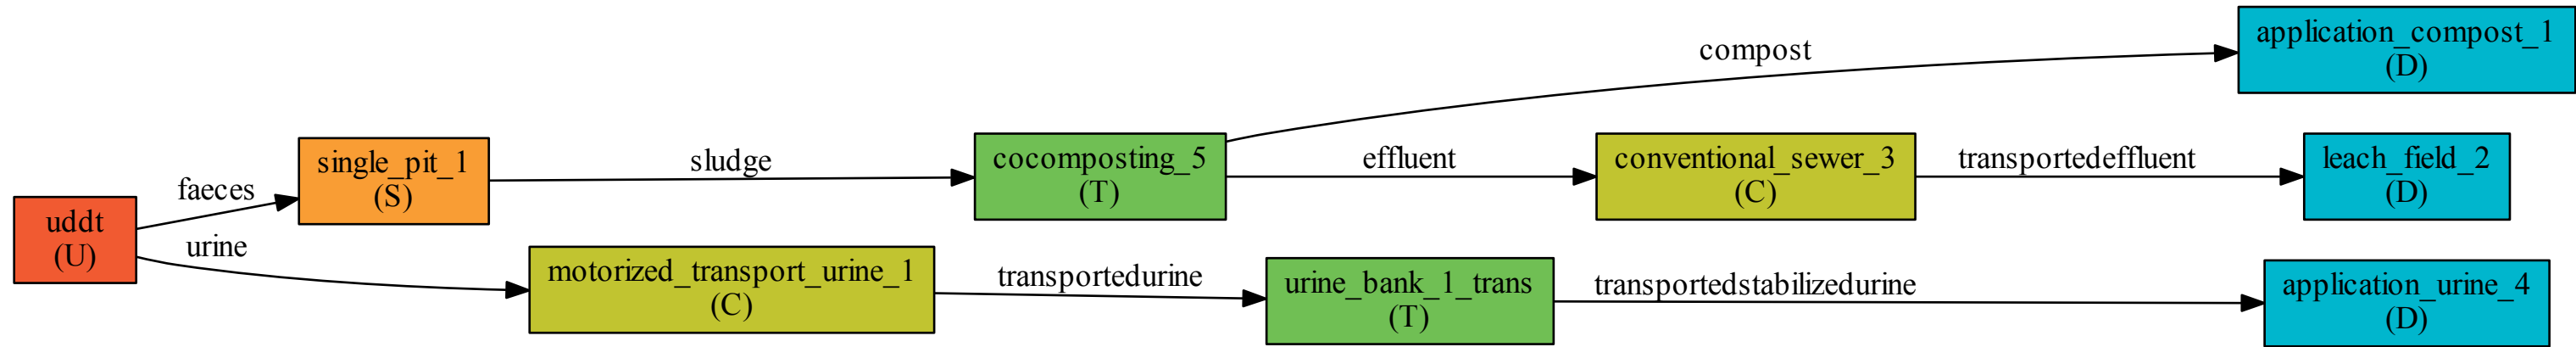 uddt
(U)
faeces
urine
single_pit_1
(S)
sludge
motorized_transport_urine_1
(C)
transportedurine
cocomposting_5
(T)
compost
effluent
urine_bank_1_trans
(T)
transportedstabilizedurine
conventional_sewer_3
(C)
transportedeffluent
application_compost_1
(D)
leach_field_2
(D)
application_urine_4
(D)